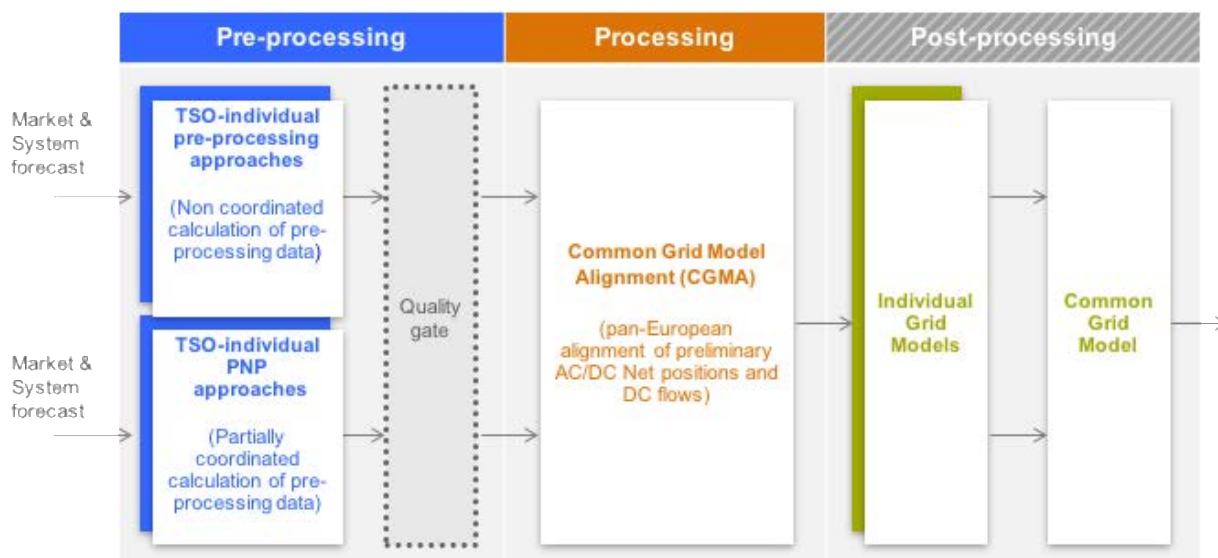 Pre-processing
Processing
Post-processing
Market &
System
forecast
TSO-individual
pre-processing
approaches
(Non coordinated
calculation of pre-
processing data)
Market &
System
forecast
TSO-individual
PNP
approaches
(Partially
coordinated
calculation of pre-
processing data)
Quality
gate
Common Grid Model
Alignment (CGMA)
(pan-European
alignment of preliminary
AC/DC Net positions and
DC flows)
Individual
Grid
Models
Common
Grid
Model